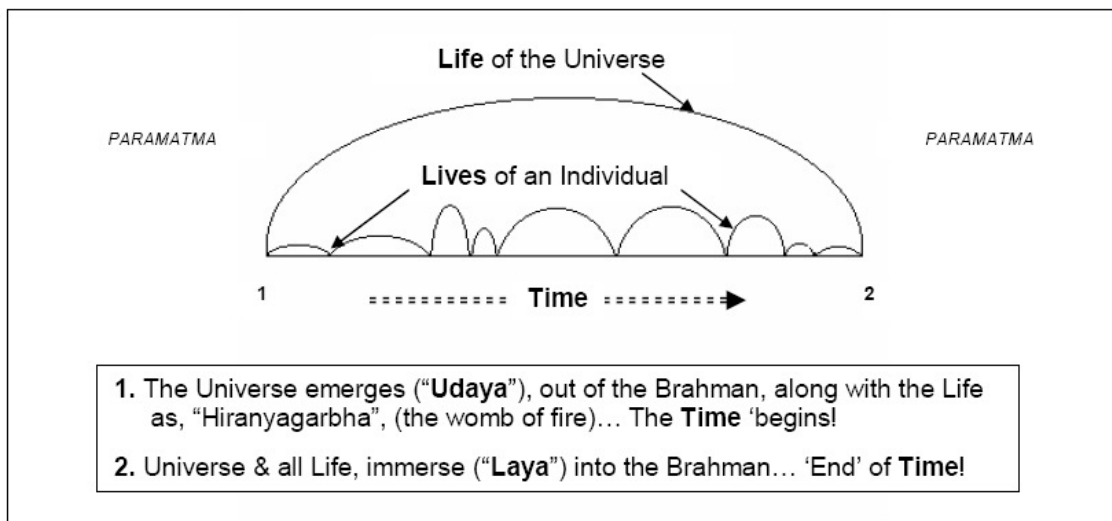 Life of the Universe
PARAMATMA
PARAMATMA
Lives of an Individual
1
Time
2
1. The Universe emerges (“Udaya”), out of the Brahman, along with the Life
as, “Hiranyagarbha”, (the womb of fire)… The Time ‘begins!
2. Universe & all Life, immerse (“Laya”) into the Brahman… ‘End’ of Time!